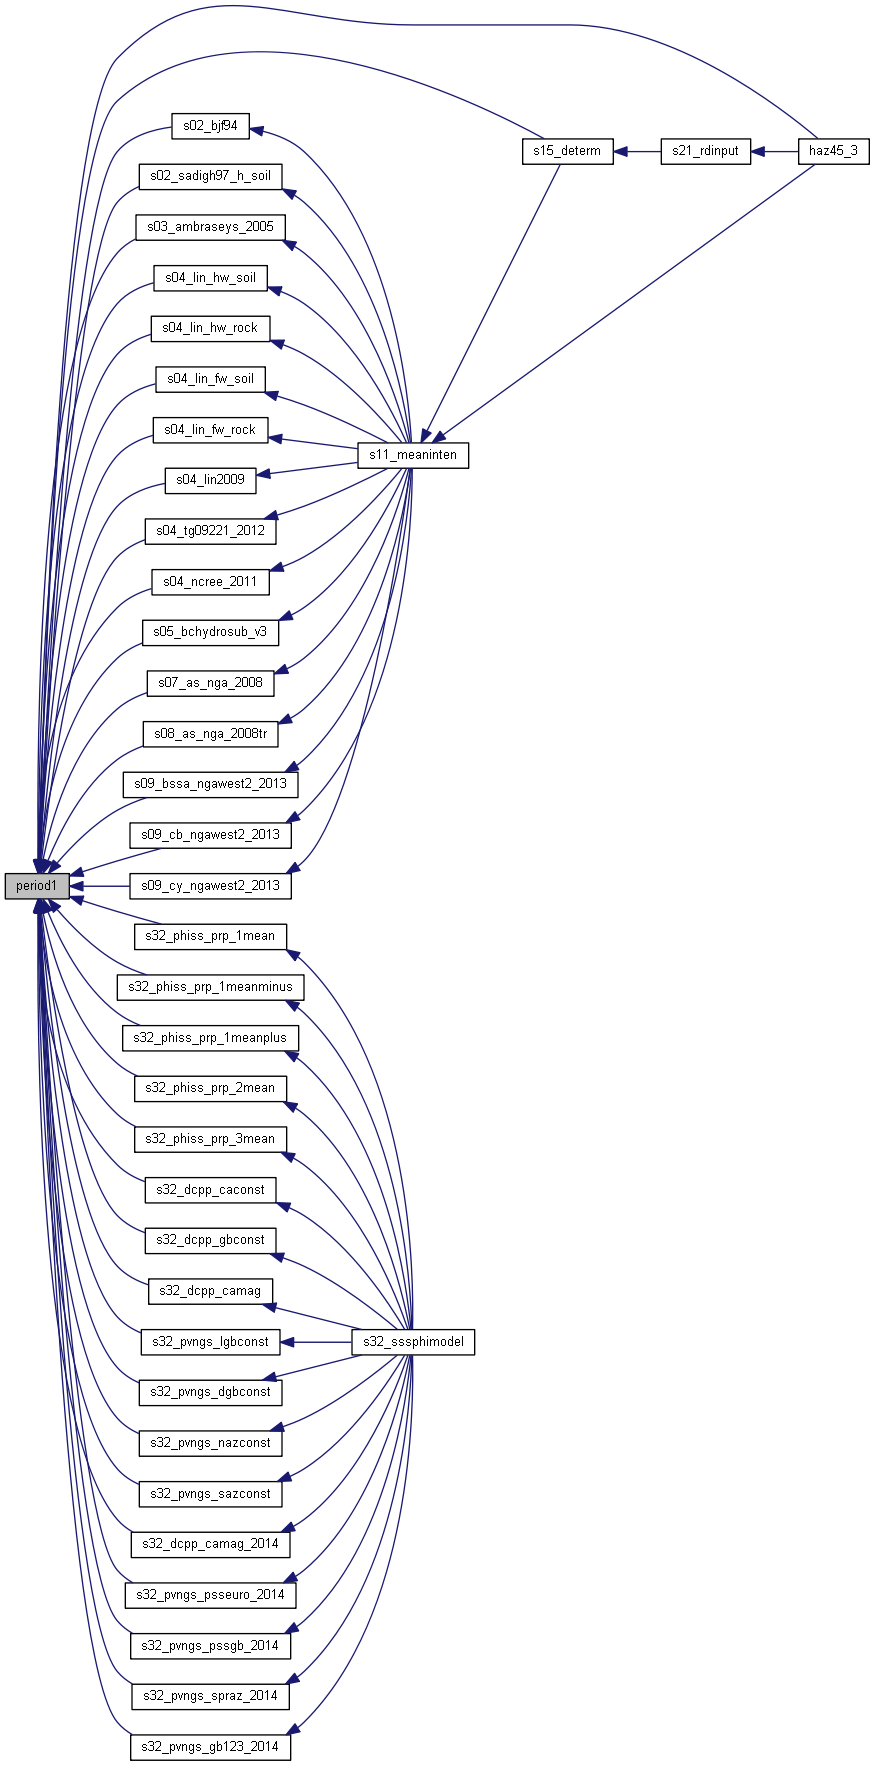 s02_bjf94
s15_determ
s21_rdinput
haz45_3
s02_sadigh97_h_soil
s03_ambraseys_2005
s04_lin_hw_soil
s04_lin_hw_rock
s04_lin_fw_soil
s04_lin_fw_rock
s11_meaninten
s04_lin2009
s04_tg09221_2012
s04_ncree_2011
s05_bchydrosub_v3
s07_as_nga_2008
s08_as_nga_2008tr
s09_bssa_ngawest2_2013
s09_cb_ngawest2_2013
period1
s09_cy_ngawest2_2013
s32_phiss_prp_1mean
s32_phiss_prp_1meanminus
s32_phiss_prp_1meanplus
s32_phiss_prp_2mean
s32_phiss_prp_3mean
s32_dcpp_caconst
s32_dcpp_gbconst
s32_dcpp_camag
s32_pvngs_lgbconst
s32_sssphimodel
s32_pvngs_dgbconst
s32_pvngs_nazconst
s32_pvngs_sazconst
s32_dcpp_camag_2014
s32_pvngs_psseuro_2014
s32_pvngs_pssgb_2014
s32_pvngs_spraz_2014
s32_pvngs_gb123_2014